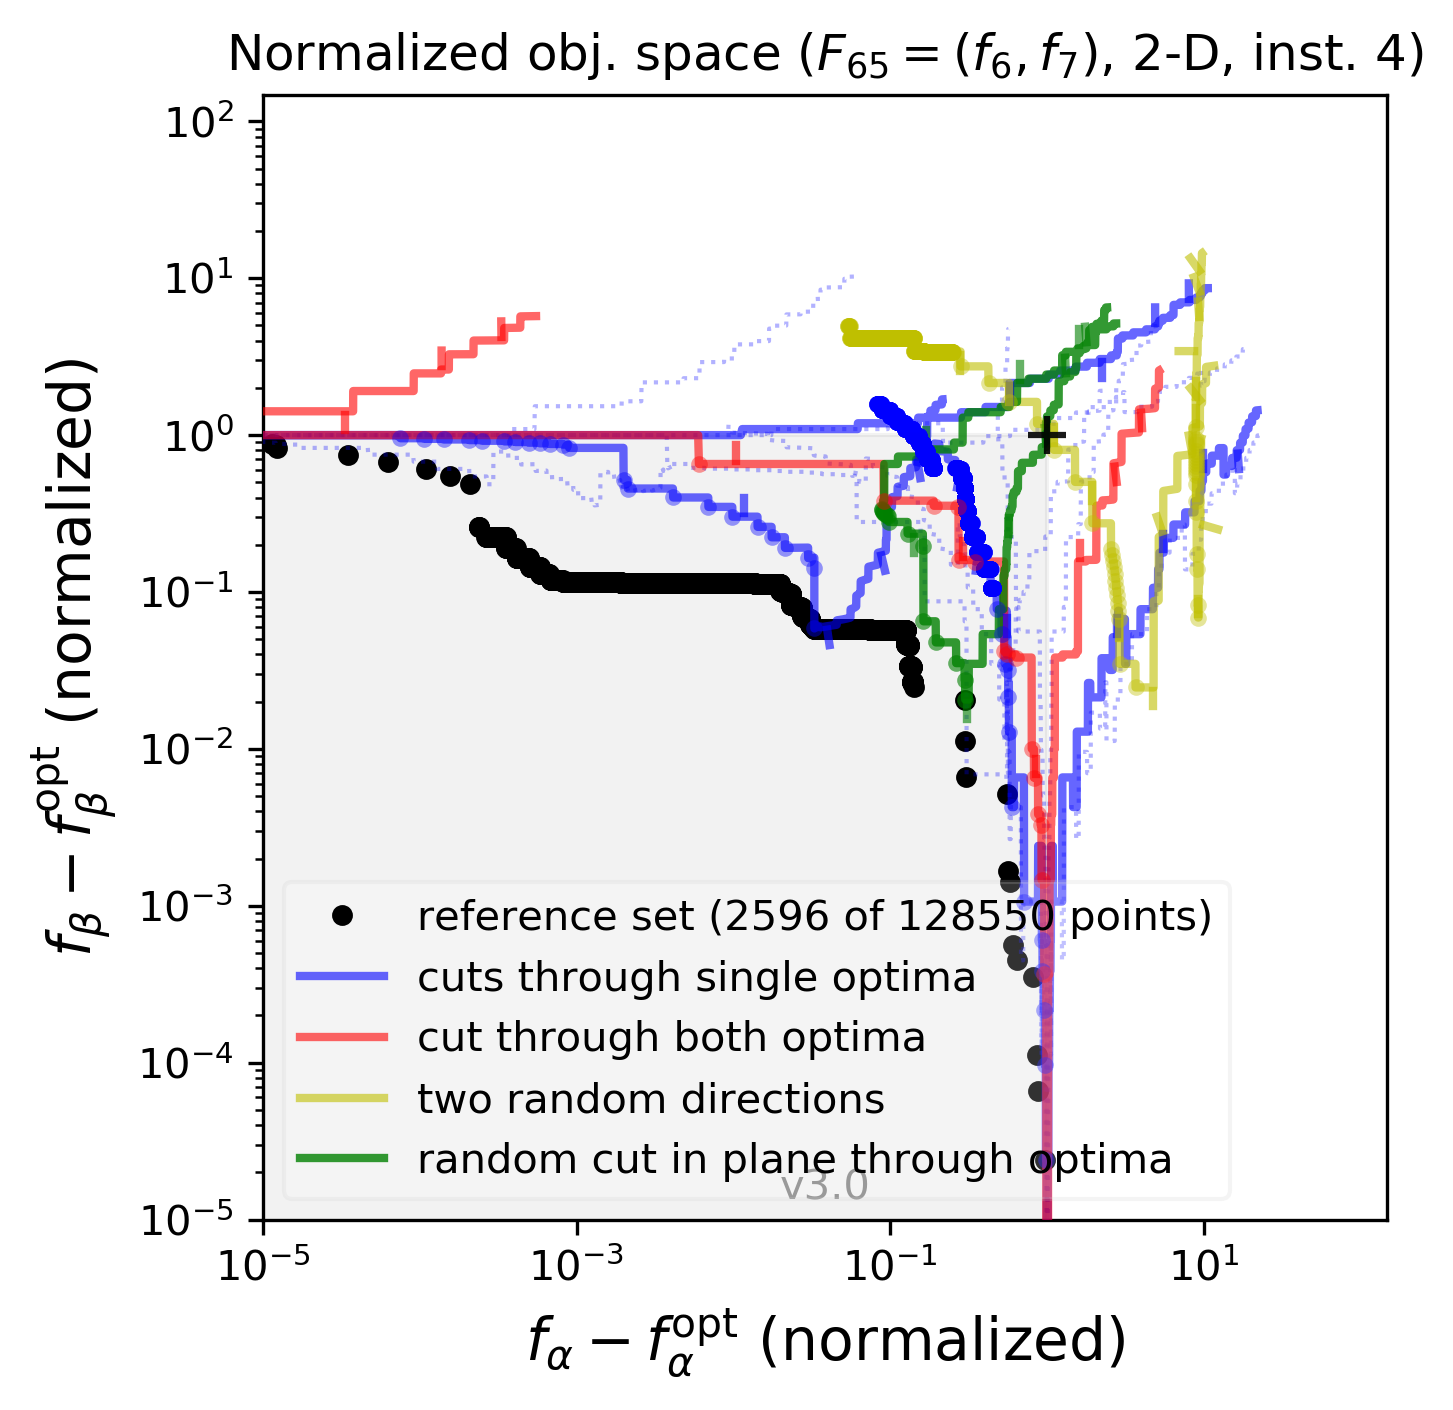 Normalized obj. space ($F_{65} = (f_6, f_7)$, 2-D, inst. 4)
$10^2$
$10^1$
$10^0$
$10^{-1}$
$10^{-2}$
$10^{-3}$
$10^{-4}$
$10^{-5}$
$f_\beta - f_\beta^{\mathrm{opt}}$ (normalized)
reference set (2596 of 128550 points)
cuts through single optima
cut through both optima
two random directions
random cut in plane through optima
v3.0
$10^{-5}$ $10^{-3}$ $10^{-1}$ $10^1$
$f_\alpha - f_\alpha^{\mathrm{opt}}$ (normalized)